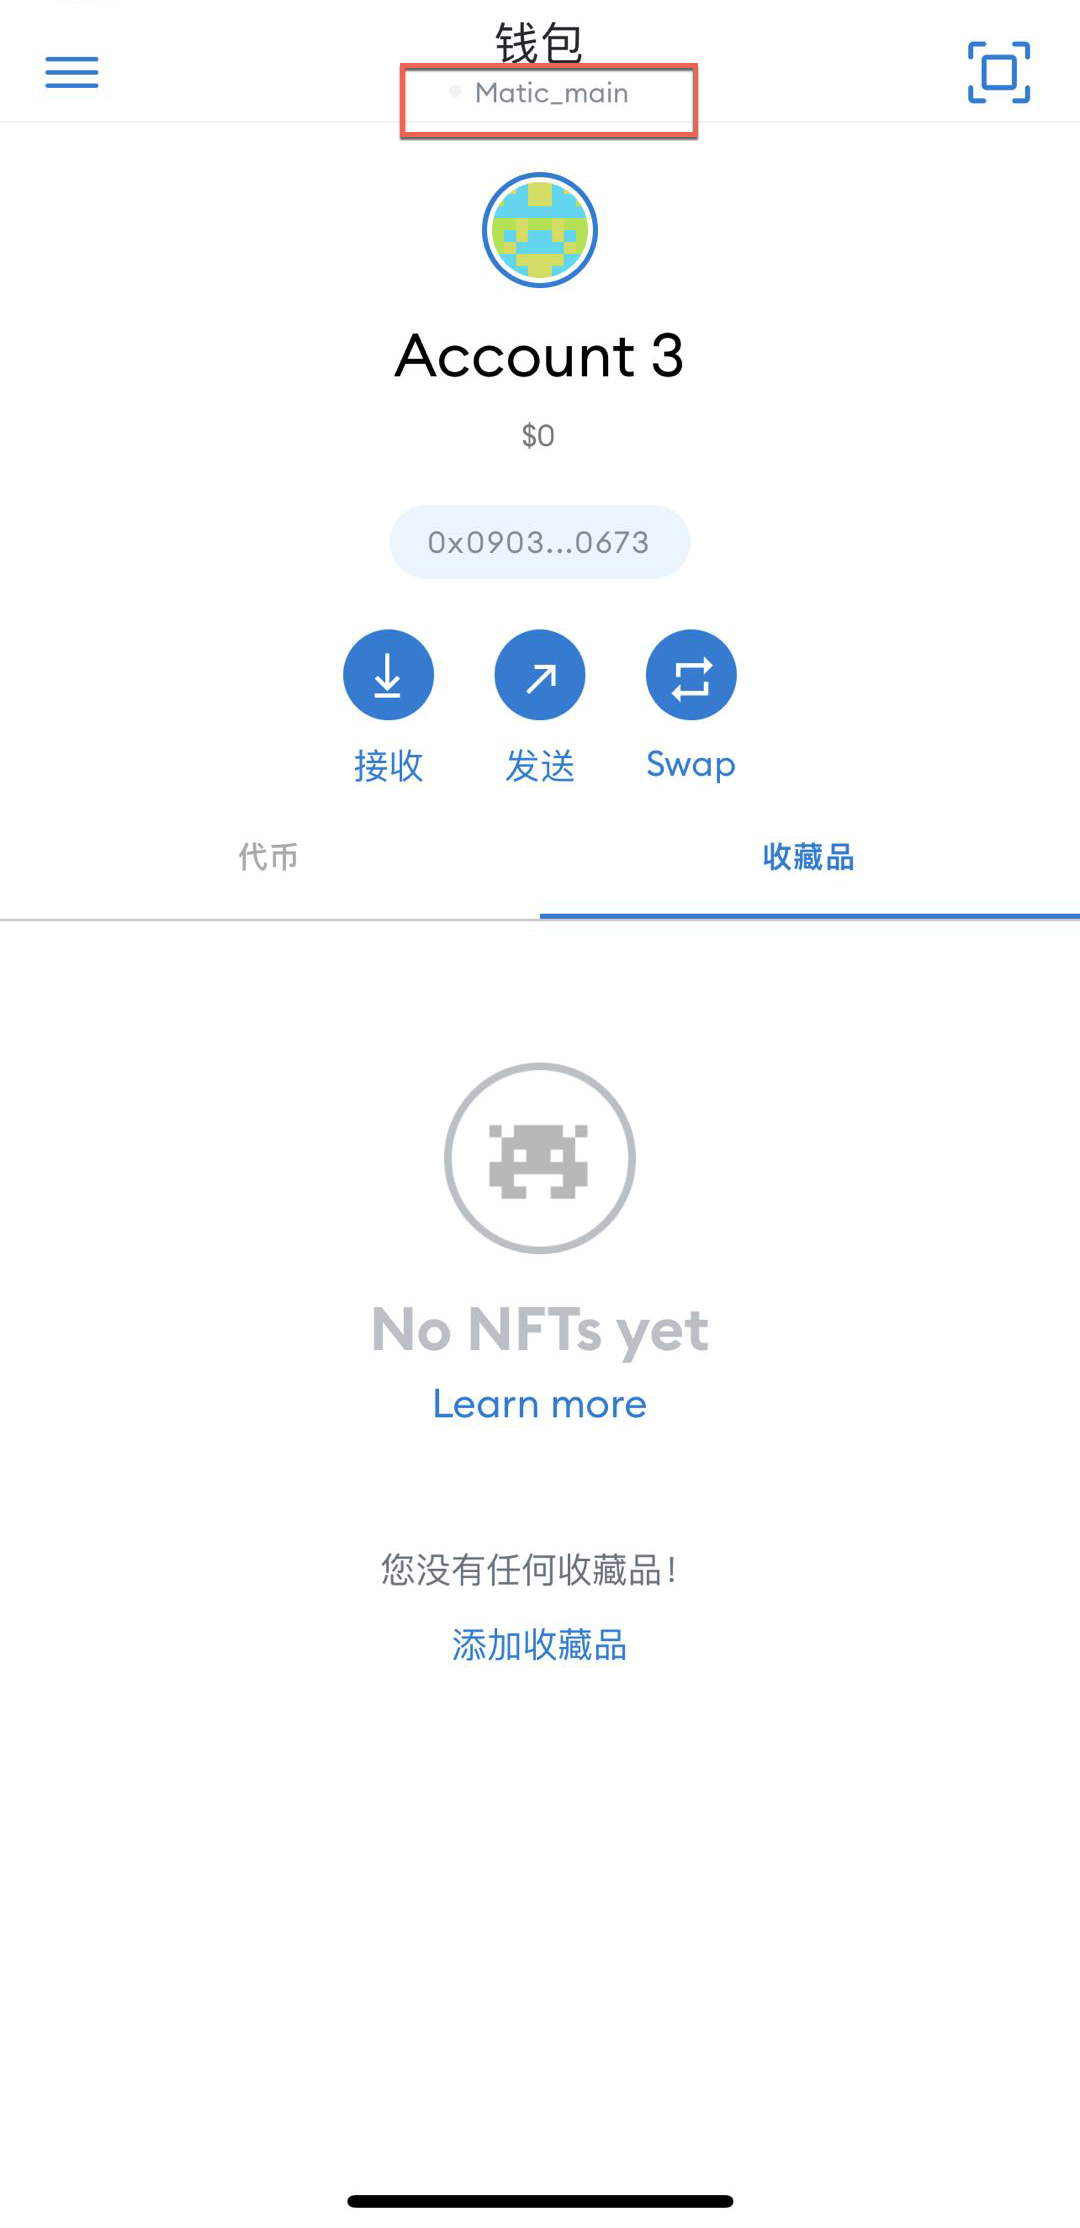 钱包
Matic_main
Account 3
$0
0x0903...0673
接收
发送
Swap
代币
收藏品
No NFTs yet
Learn more
您没有任何收藏品!
添加收藏品